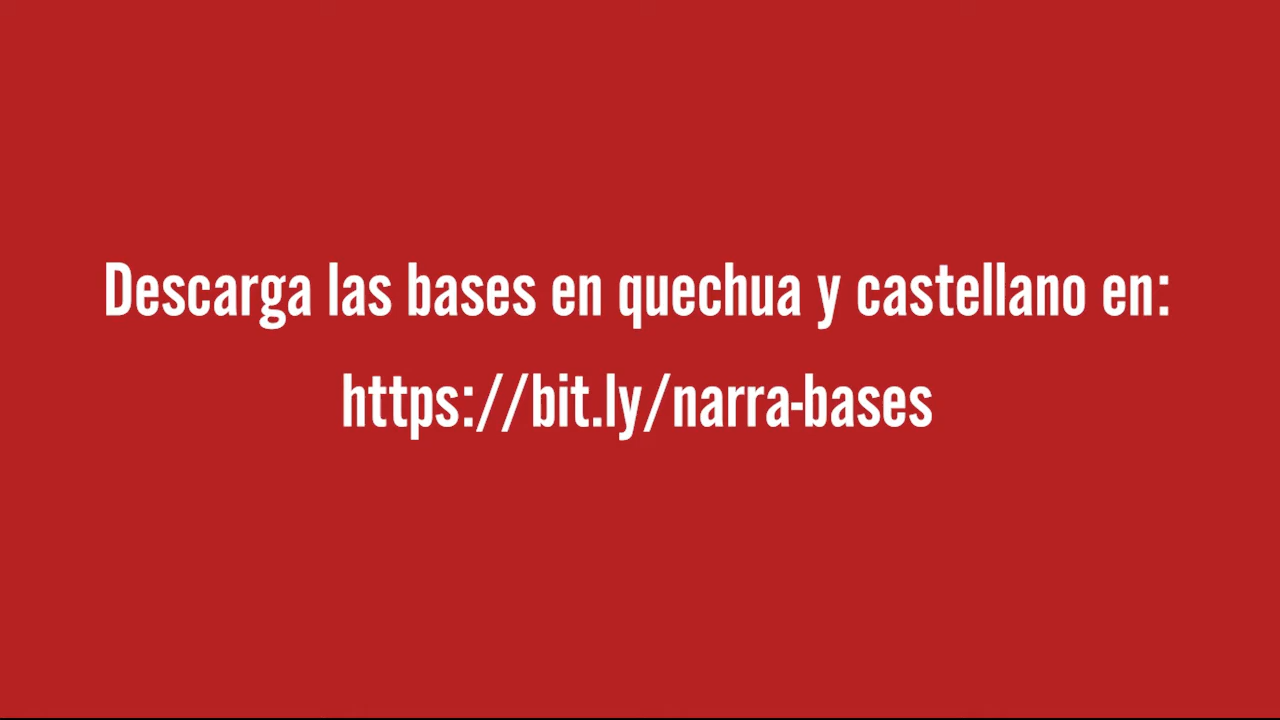 Descarga las bases en quechua y castellano en:
https://bit.ly/narra-bases